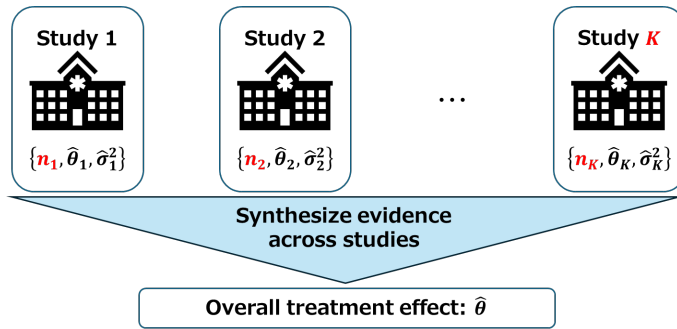 Study 1
Study 2
Study K
...
{n₁, θ̂₁, σ̂₁²}
{n₂, θ̂₂, σ̂₂²}
{n_K, θ̂_K, σ̂_K²}
Synthesize evidence
across studies
Overall treatment effect: θ̂